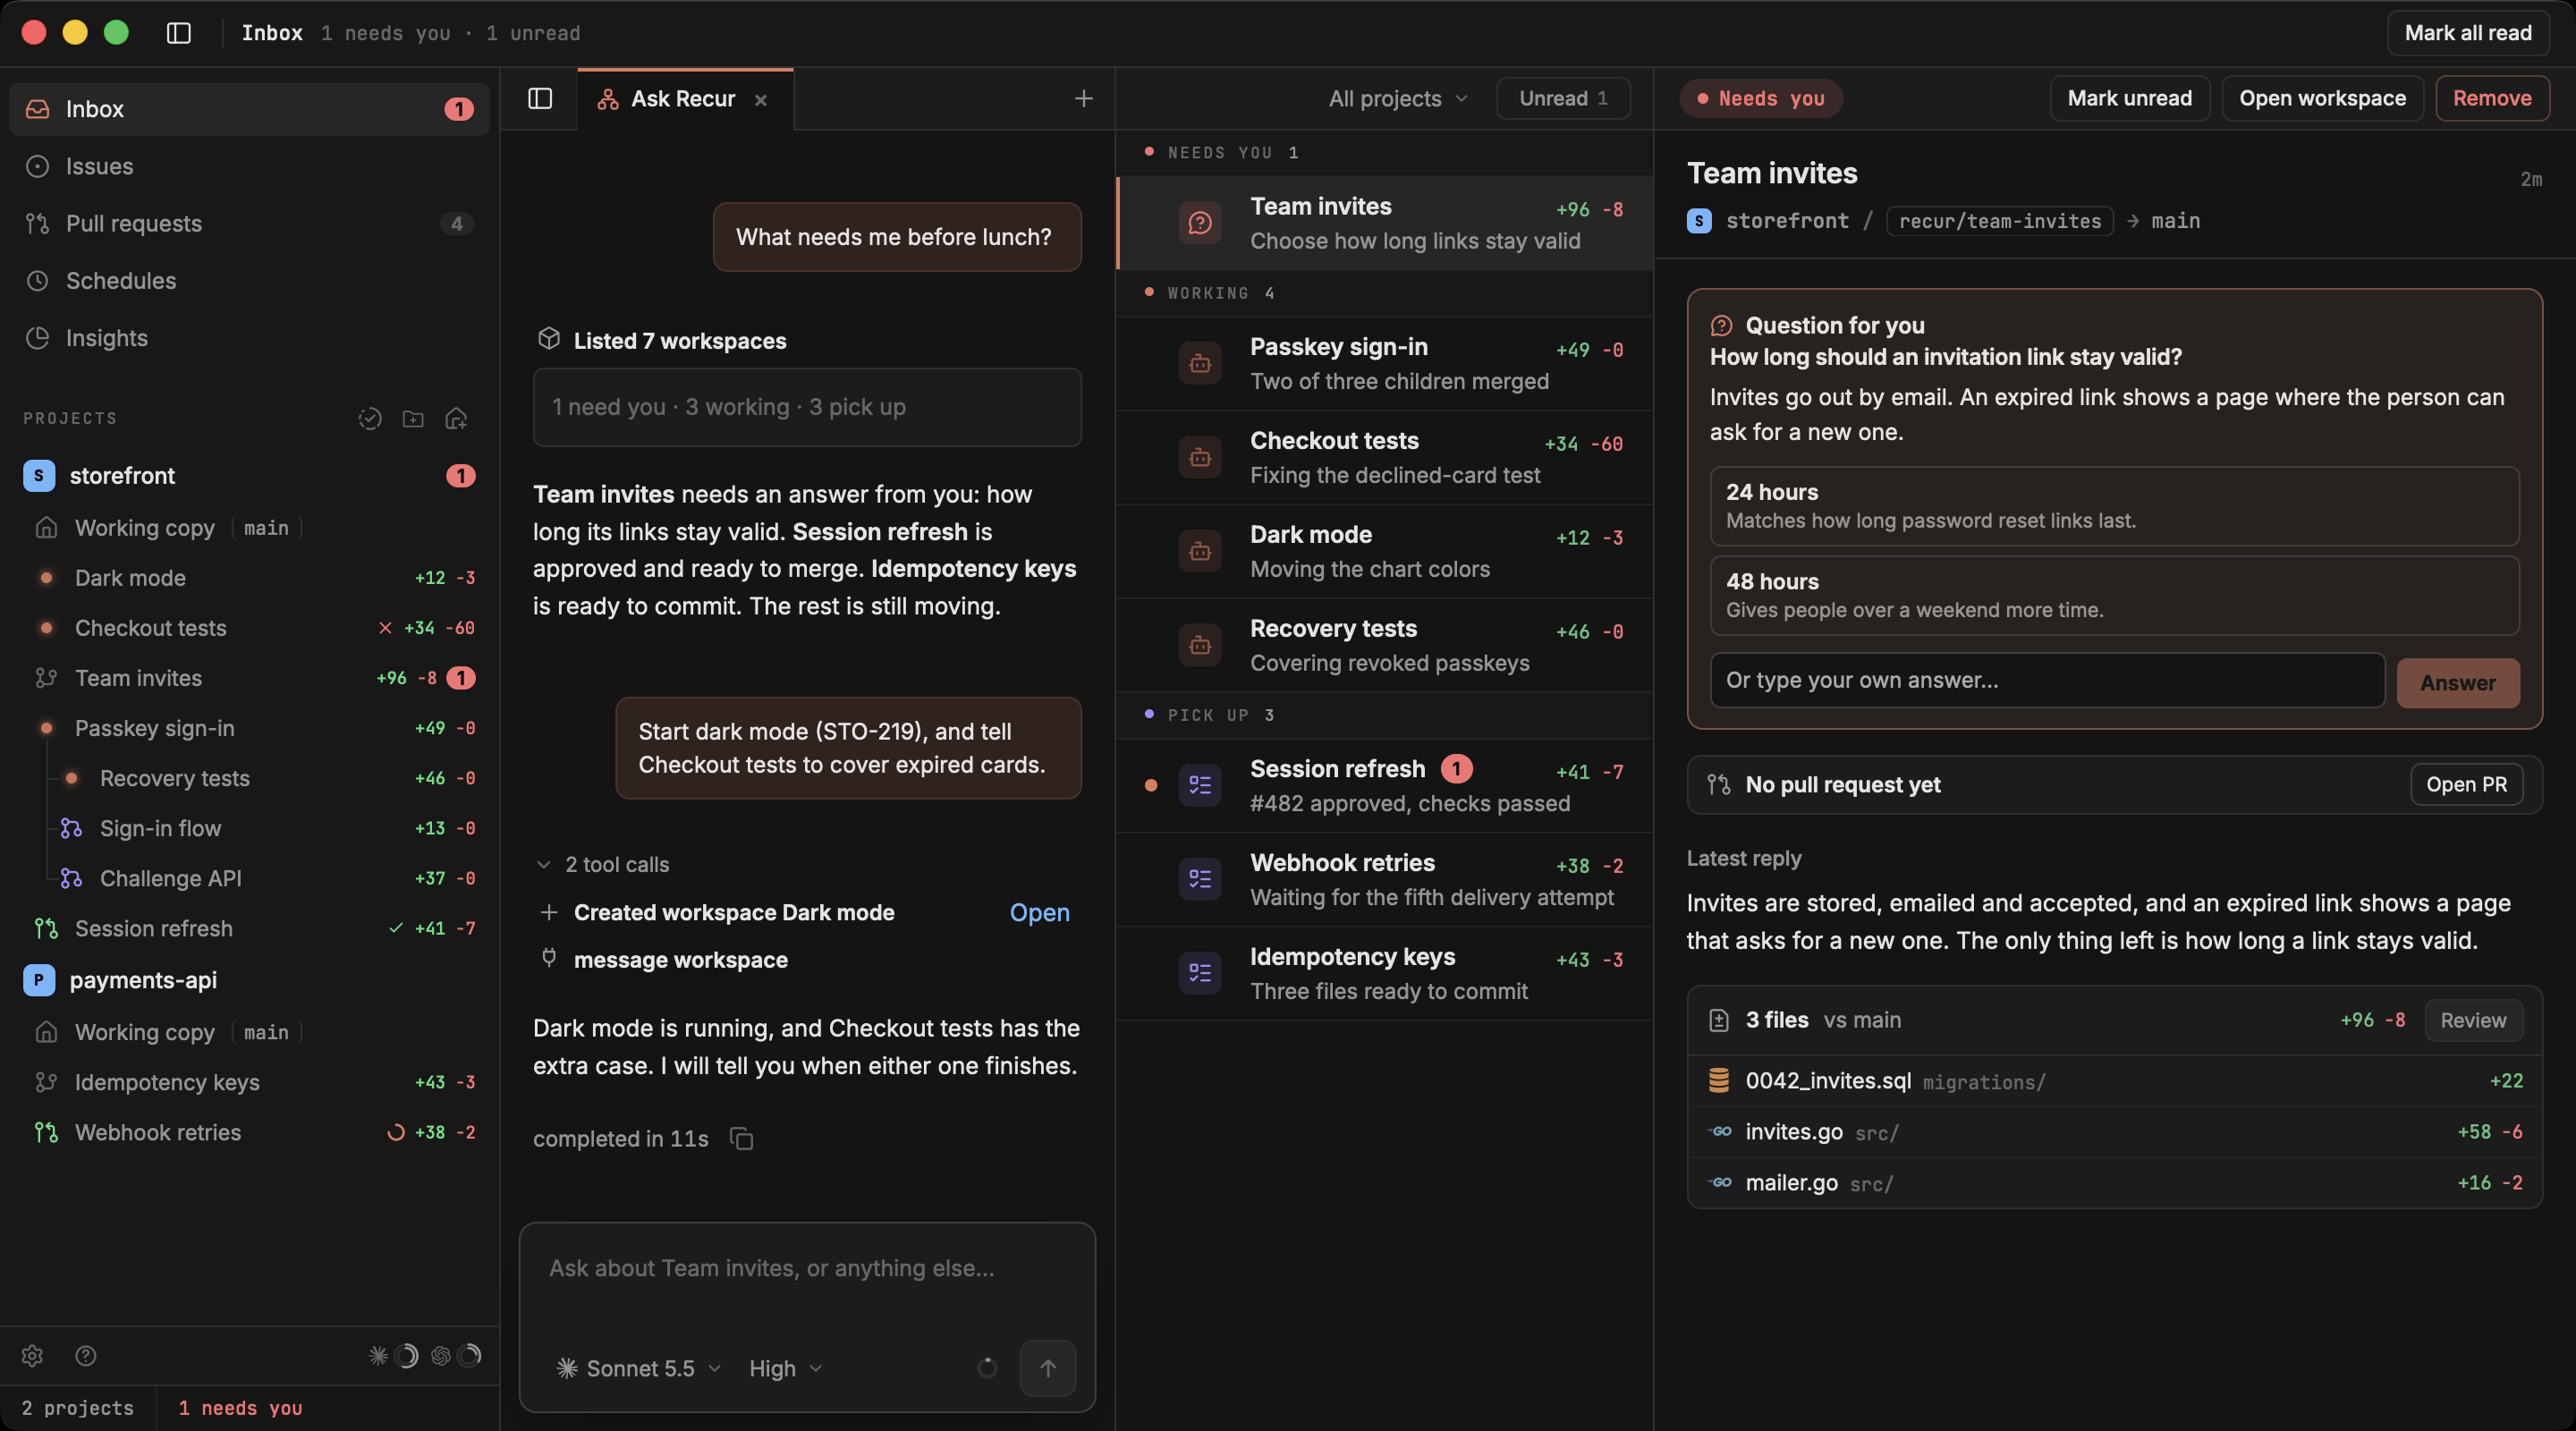 Inbox 1 needs you · 1 unread
Mark all read
Inbox 1
Issues
Pull requests 4
Schedules
Insights
PROJECTS
S storefront 1
Working copy main
Dark mode +12 -3
Checkout tests +34 -60
Team invites +96 -8 1
Passkey sign-in +49 -0
Recovery tests +46 -0
Sign-in flow +13 -0
Challenge API +37 -0
Session refresh +41 -7
P payments-api
Working copy main
Idempotency keys +43 -3
Webhook retries +38 -2
2 projects 1 needs you
Ask Recur
What needs me before lunch?
Listed 7 workspaces
1 need you · 3 working · 3 pick up
Team invites needs an answer from you: how
long its links stay valid. Session refresh is
approved and ready to merge. Idempotency keys
is ready to commit. The rest is still moving.
Start dark mode (STO-219), and tell
Checkout tests to cover expired cards.
2 tool calls
Created workspace Dark mode Open
message workspace
Dark mode is running, and Checkout tests has the
extra case. I will tell you when either one finishes.
completed in 11s
Ask about Team invites, or anything else...
Sonnet 5.5 High
All projects Unread 1
NEEDS YOU 1
Team invites +96 -8
Choose how long links stay valid
WORKING 4
Passkey sign-in +49 -0
Two of three children merged
Checkout tests +34 -60
Fixing the declined-card test
Dark mode +12 -3
Moving the chart colors
Recovery tests +46 -0
Covering revoked passkeys
PICK UP 3
Session refresh 1 +41 -7
#482 approved, checks passed
Webhook retries +38 -2
Waiting for the fifth delivery attempt
Idempotency keys +43 -3
Three files ready to commit
Needs you Mark unread Open workspace Remove
Team invites 2m
S storefront / recur/team-invites → main
Question for you
How long should an invitation link stay valid?
Invites go out by email. An expired link shows a page where the person can
ask for a new one.
24 hours
Matches how long password reset links last.
48 hours
Gives people over a weekend more time.
Or type your own answer... Answer
No pull request yet Open PR
Latest reply
Invites are stored, emailed and accepted, and an expired link shows a page
that asks for a new one. The only thing left is how long a link stays valid.
3 files vs main +96 -8 Review
0042_invites.sql migrations/ +22
GO invites.go src/ +58 -6
GO mailer.go src/ +16 -2